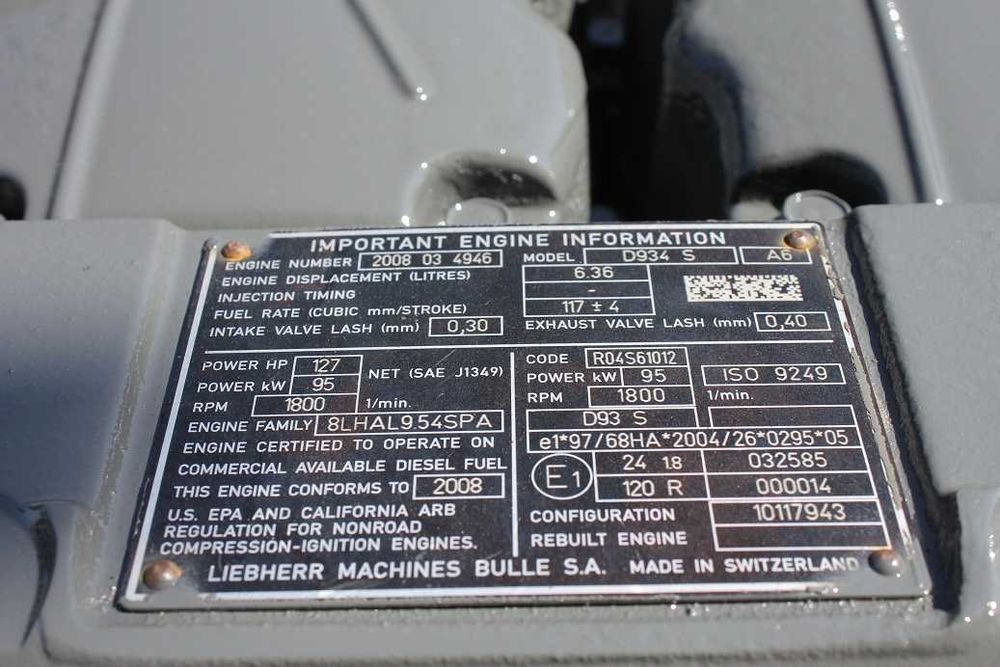 IMPORTANT ENGINE INFORMATION
ENGINE NUMBER 2008 03 4946 MODEL D934 S A6
ENGINE DISPLACEMENT (LITRES) 6.36
INJECTION TIMING -
FUEL RATE (CUBIC mm/STROKE) 117 ± 4
INTAKE VALVE LASH (mm) 0,30 EXHAUST VALVE LASH (mm) 0,40
POWER HP 127 NET (SAE J1349)
POWER kW 95
RPM 1800 1/min.
ENGINE FAMILY 8LHAL9.54SPA
ENGINE CERTIFIED TO OPERATE ON
COMMERCIAL AVAILABLE DIESEL FUEL
THIS ENGINE CONFORMS TO 2008
U.S. EPA AND CALIFORNIA ARB
REGULATION FOR NONROAD
COMPRESSION-IGNITION ENGINES.
CODE R04S61012
POWER kW 95 ISO 9249
RPM 1800 1/min.
D93 S
e1*97/68HA*2004/26*0295*05
E1 24 1.8 032585
120 R 000014
CONFIGURATION 10117943
REBUILT ENGINE
LIEBHERR MACHINES BULLE S.A. MADE IN SWITZERLAND